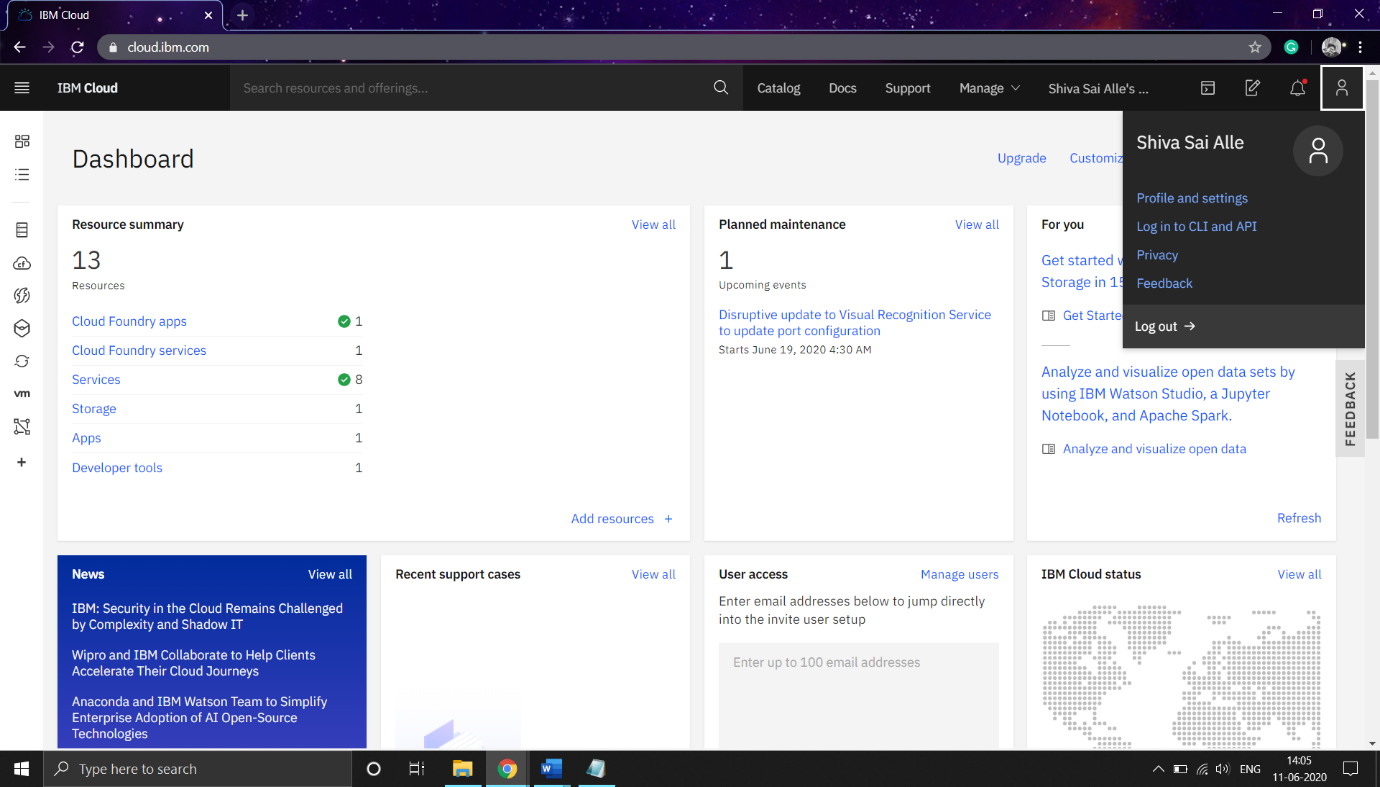 IBM Cloud
cloud.ibm.com
IBM Cloud
Search resources and offerings...
Catalog
Docs
Support
Manage
Shiva Sai Alle's ...
Shiva Sai Alle
Profile and settings
Log in to CLI and API
Privacy
Feedback
Log out →
Dashboard
Upgrade
Customiz
Resource summary
View all
13
Resources
Cloud Foundry apps 1
Cloud Foundry services 1
Services 8
Storage 1
Apps 1
Developer tools 1
Add resources +
Planned maintenance
View all
1
Upcoming events
Disruptive update to Visual Recognition Service
to update port configuration
Starts June 19, 2020 4:30 AM
For you
Get started w
Storage in 15
Get Starte
Analyze and visualize open data sets by
using IBM Watson Studio, a Jupyter
Notebook, and Apache Spark.
Analyze and visualize open data
Refresh
FEEDBACK
cf
vm
News
View all
IBM: Security in the Cloud Remains Challenged
by Complexity and Shadow IT
Wipro and IBM Collaborate to Help Clients
Accelerate Their Cloud Journeys
Anaconda and IBM Watson Team to Simplify
Enterprise Adoption of AI Open-Source
Technologies
Recent support cases
View all
User access
Manage users
Enter email addresses below to jump directly
into the invite user setup
Enter up to 100 email addresses
IBM Cloud status
View all
Type here to search
ENG
14:05
11-06-2020